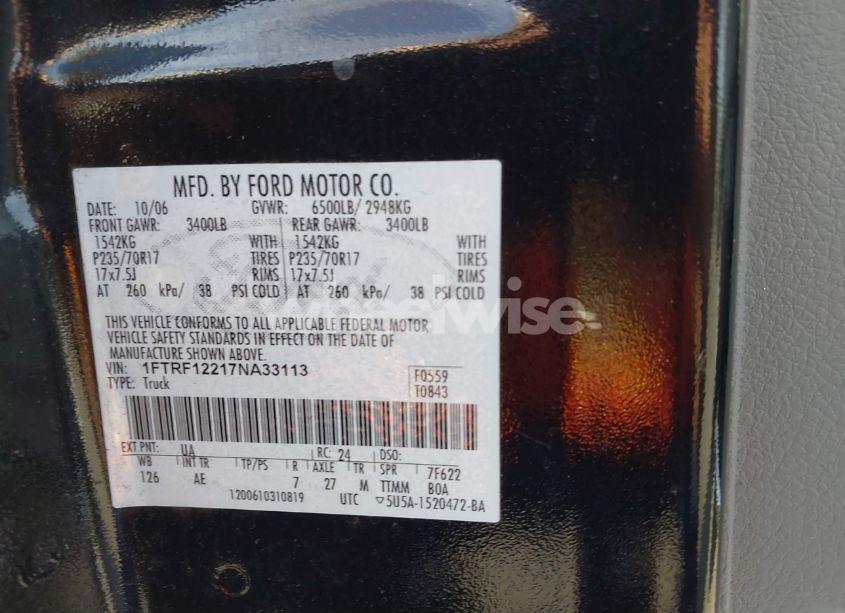 MFD. BY FORD MOTOR CO.
DATE: 10/06 GVWR: 6500LB/ 2948KG
FRONT GAWR: 3400LB REAR GAWR: 3400LB
1542KG WITH 1542KG WITH
P235/70R17 TIRES P235/70R17 TIRES
17x7.5J RIMS 17x7.5J RIMS
AT 260 kPa/ 38 PSI COLD AT 260 kPa/ 38 PSI COLD
THIS VEHICLE CONFORMS TO ALL APPLICABLE FEDERAL MOTOR
VEHICLE SAFETY STANDARDS IN EFFECT ON THE DATE OF
MANUFACTURE SHOWN ABOVE.
VIN: 1FTRF12217NA33113 F0559
TYPE: Truck T0843
EXT PNT: UA RC: 24 DSO:
WB INT TR TP/PS R AXLE TR SPR 7F622
126 AE 7 27 M TTMM BOA
1200610310819 UTC ▽5U5A-1520472-BA
wheelwise